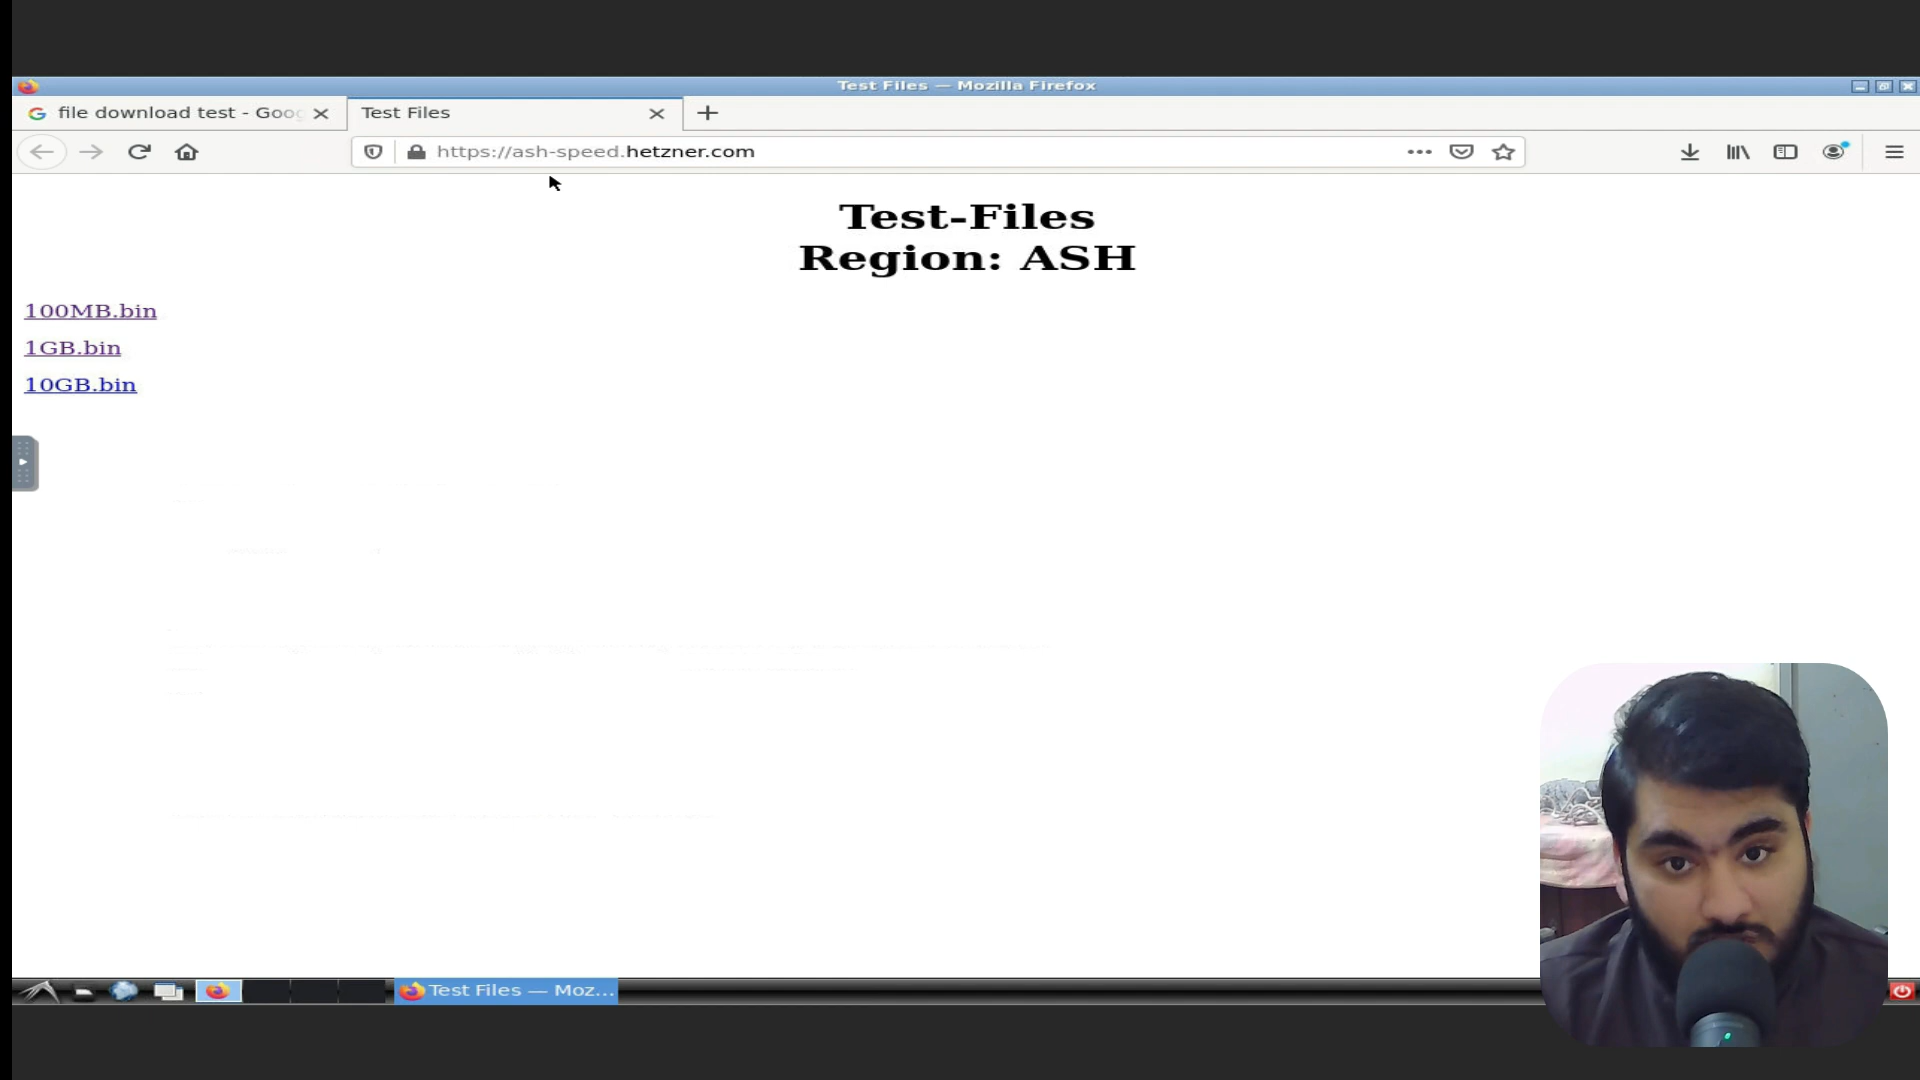 Test Files — Mozilla Firefox
file download test - Goog
Test Files
https://ash-speed.hetzner.com
Test-Files
Region: ASH
100MB.bin
1GB.bin
10GB.bin
Test Files — Moz...